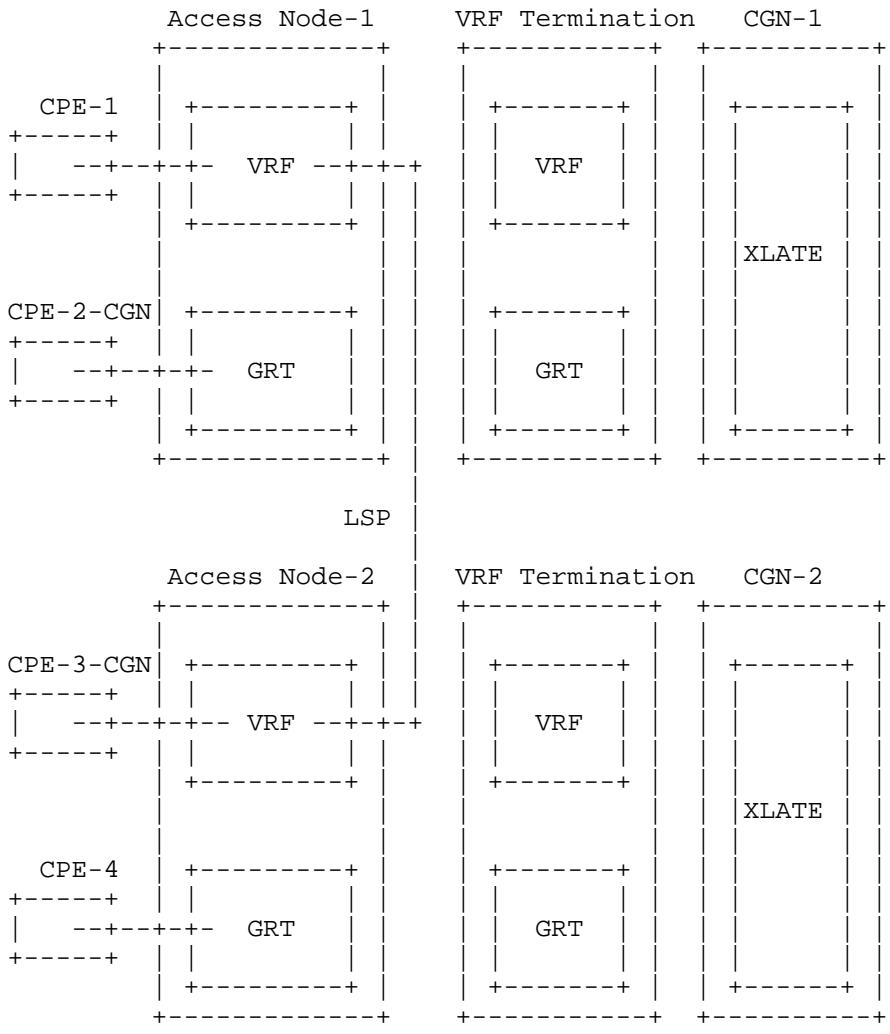 Access Node-1 VRF Termination CGN-1
CPE-1
VRF VRF
XLATE
CPE-2-CGN
GRT GRT
LSP
Access Node-2 VRF Termination CGN-2
CPE-3-CGN
VRF VRF
XLATE
CPE-4
GRT GRT